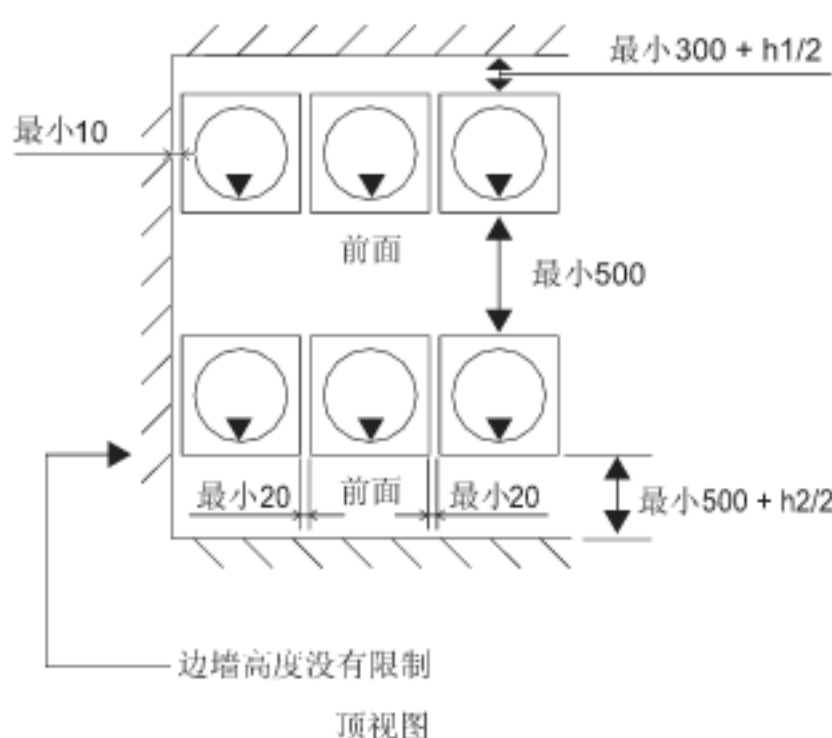 最小300 + h1/2
最小10
前面
最小500
最小20
前面
最小20
最小500 + h2/2
边墙高度没有限制
顶视图